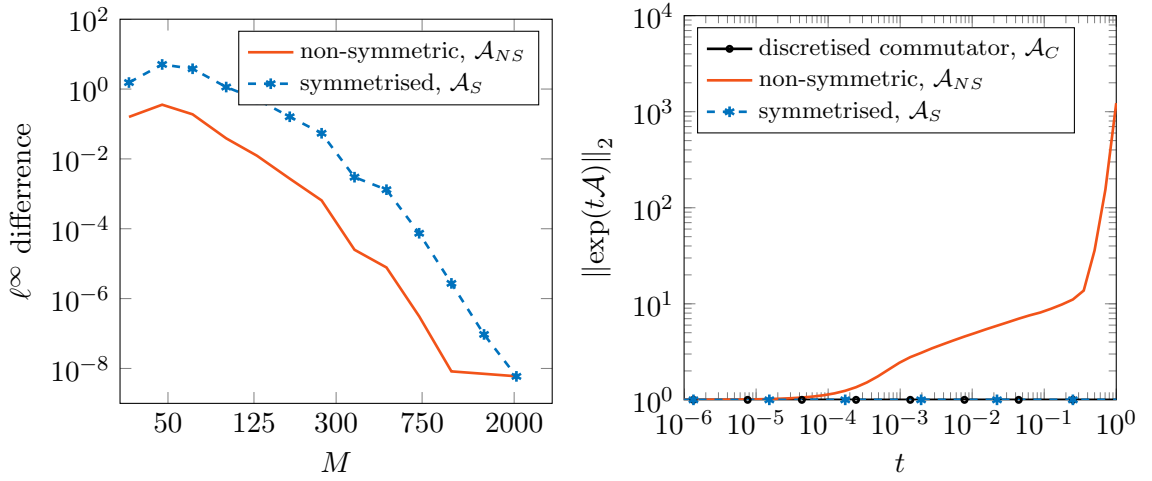 ℓ^∞ differrence
10^2
10^0
10^−2
10^−4
10^−6
10^−8
non-symmetric, 𝒜_NS
symmetrised, 𝒜_S
50 125 300 750 2000
M
‖exp(t𝒜)‖_2
10^4
10^3
10^2
10^1
10^0
discretised commutator, 𝒜_C
non-symmetric, 𝒜_NS
symmetrised, 𝒜_S
10^−6 10^−5 10^−4 10^−3 10^−2 10^−1 10^0
t